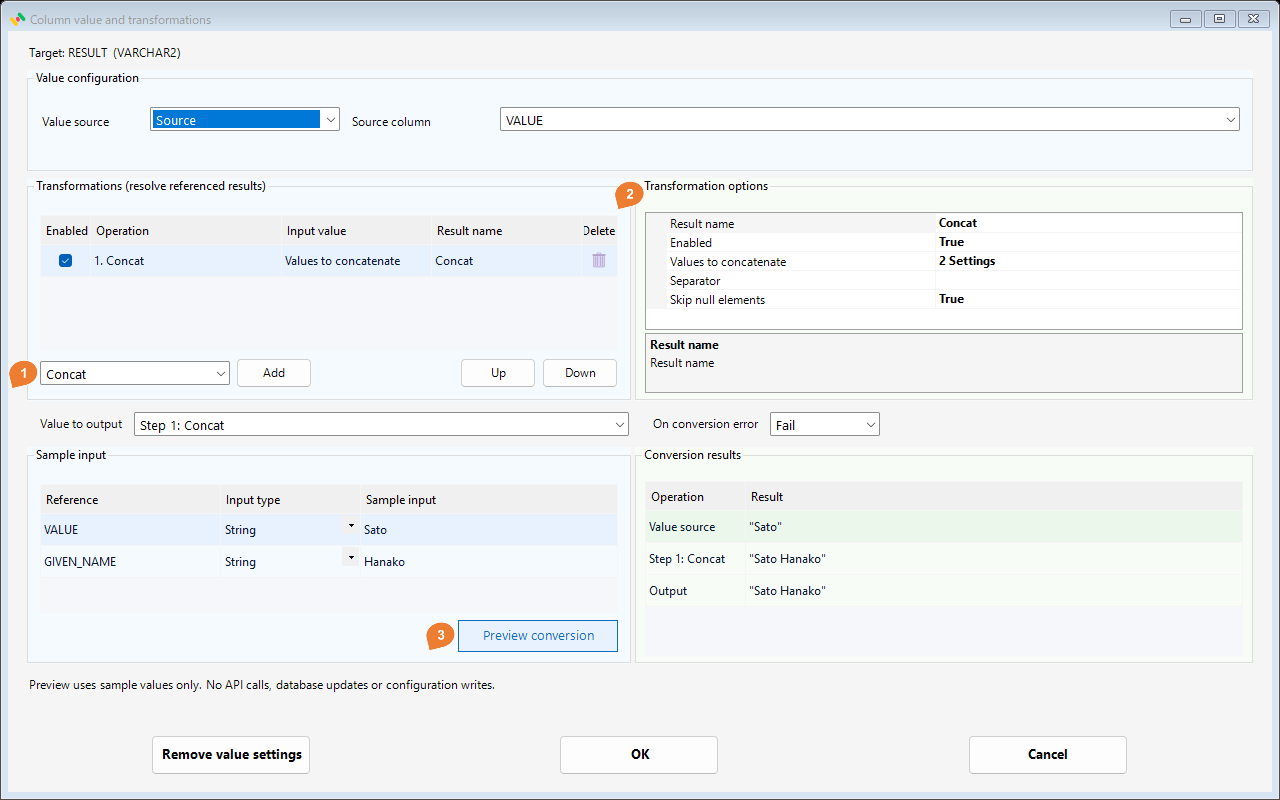 Column value and transformations
Target: RESULT (VARCHAR2)
Value configuration
Value source Source Source column VALUE
Transformations (resolve referenced results)
Enabled Operation Input value Result name Delete
1. Concat Values to concatenate Concat
1 Concat Add Up Down
2 Transformation options
Result name Concat
Enabled True
Values to concatenate 2 Settings
Separator
Skip null elements True
Result name
Result name
Value to output Step 1: Concat On conversion error Fail
Sample input
Reference Input type Sample input
VALUE String Sato
GIVEN_NAME String Hanako
3 Preview conversion
Conversion results
Operation Result
Value source "Sato"
Step 1: Concat "Sato Hanako"
Output "Sato Hanako"
Preview uses sample values only. No API calls, database updates or configuration writes.
Remove value settings OK Cancel